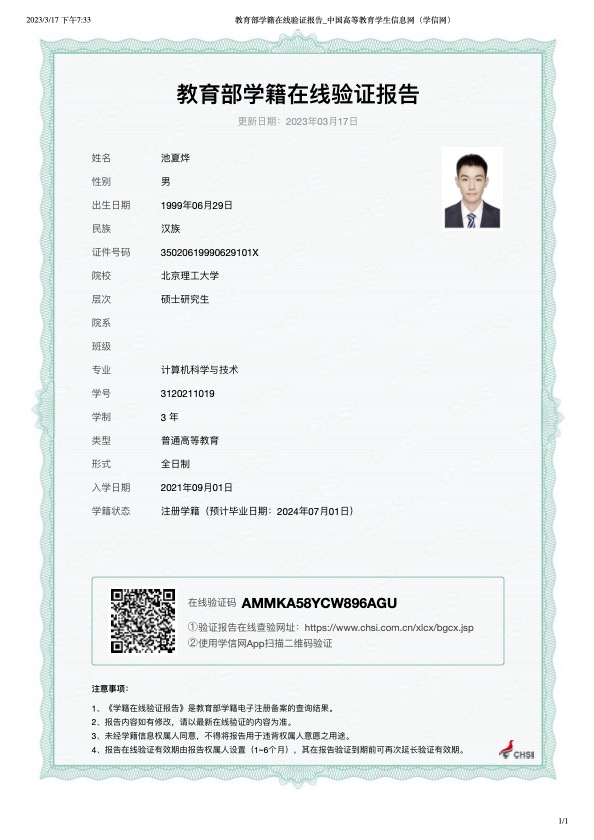 2023/3/17 下午7:33 教育部学籍在线验证报告_中国高等教育学生信息网（学信网）
教育部学籍在线验证报告
更新日期：2023年03月17日
姓名 池夏烨
性别 男
出生日期 1999年06月29日
民族 汉族
证件号码 35020619990629101X
院校 北京理工大学
层次 硕士研究生
院系
班级
专业 计算机科学与技术
学号 3120211019
学制 3 年
类型 普通高等教育
形式 全日制
入学日期 2021年09月01日
学籍状态 注册学籍（预计毕业日期：2024年07月01日）
在线验证码 AMMKA58YCW896AGU
①验证报告在线查验网址：https://www.chsi.com.cn/xlcx/bgcx.jsp
②使用学信网App扫描二维码验证
注意事项：
1、《学籍在线验证报告》是教育部学籍电子注册备案的查询结果。
2、报告内容如有修改，请以最新在线验证的内容为准。
3、未经学籍信息权属人同意，不得将报告用于违背权属人意愿之用途。
4、报告在线验证有效期由报告权属人设置（1~6个月），其在报告验证到期前可再次延长验证有效期。
CHSI
1/1